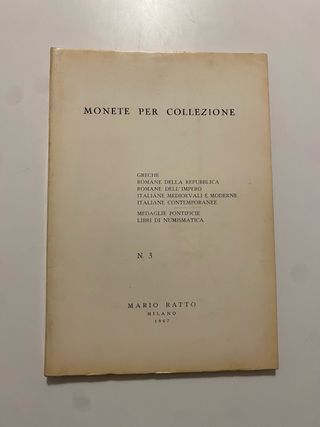 MONETE PER COLLEZIONE
GRECHE
ROMANE DELLA REPUBBLICA
ROMANE DELL'IMPERO
ITALIANE MEDIOEVALI E MODERNE
ITALIANE CONTEMPORANEE
MEDAGLIE PONTIFICIE
LIBRI DI NUMISMATICA
N. 3
MARIO RATTO
MILANO
1967